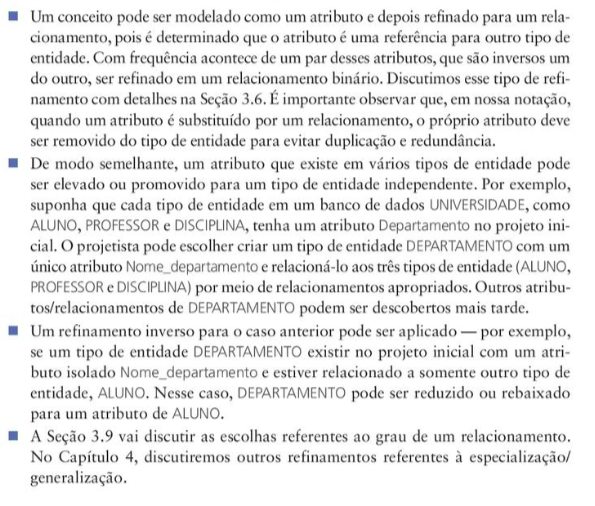 ■ Um conceito pode ser modelado como um atributo e depois refinado para um rela-
cionamento, pois é determinado que o atributo é uma referência para outro tipo de
entidade. Com frequência acontece de um par desses atributos, que são inversos um
do outro, ser refinado em um relacionamento binário. Discutimos esse tipo de refi-
namento com detalhes na Seção 3.6. É importante observar que, em nossa notação,
quando um atributo é substituído por um relacionamento, o próprio atributo deve
ser removido do tipo de entidade para evitar duplicação e redundância.
■ De modo semelhante, um atributo que existe em vários tipos de entidade pode
ser elevado ou promovido para um tipo de entidade independente. Por exemplo,
suponha que cada tipo de entidade em um banco de dados UNIVERSIDADE, como
ALUNO, PROFESSOR e DISCIPLINA, tenha um atributo Departamento no projeto ini-
cial. O projetista pode escolher criar um tipo de entidade DEPARTAMENTO com um
único atributo Nome_departamento e relacioná-lo aos três tipos de entidade (ALUNO,
PROFESSOR e DISCIPLINA) por meio de relacionamentos apropriados. Outros atribu-
tos/relacionamentos de DEPARTAMENTO podem ser descobertos mais tarde.
■ Um refinamento inverso para o caso anterior pode ser aplicado — por exemplo,
se um tipo de entidade DEPARTAMENTO existir no projeto inicial com um atri-
buto isolado Nome_departamento e estiver relacionado a somente outro tipo de
entidade, ALUNO. Nesse caso, DEPARTAMENTO pode ser reduzido ou rebaixado
para um atributo de ALUNO.
■ A Seção 3.9 vai discutir as escolhas referentes ao grau de um relacionamento.
No Capítulo 4, discutiremos outros refinamentos referentes à especialização/
generalização.